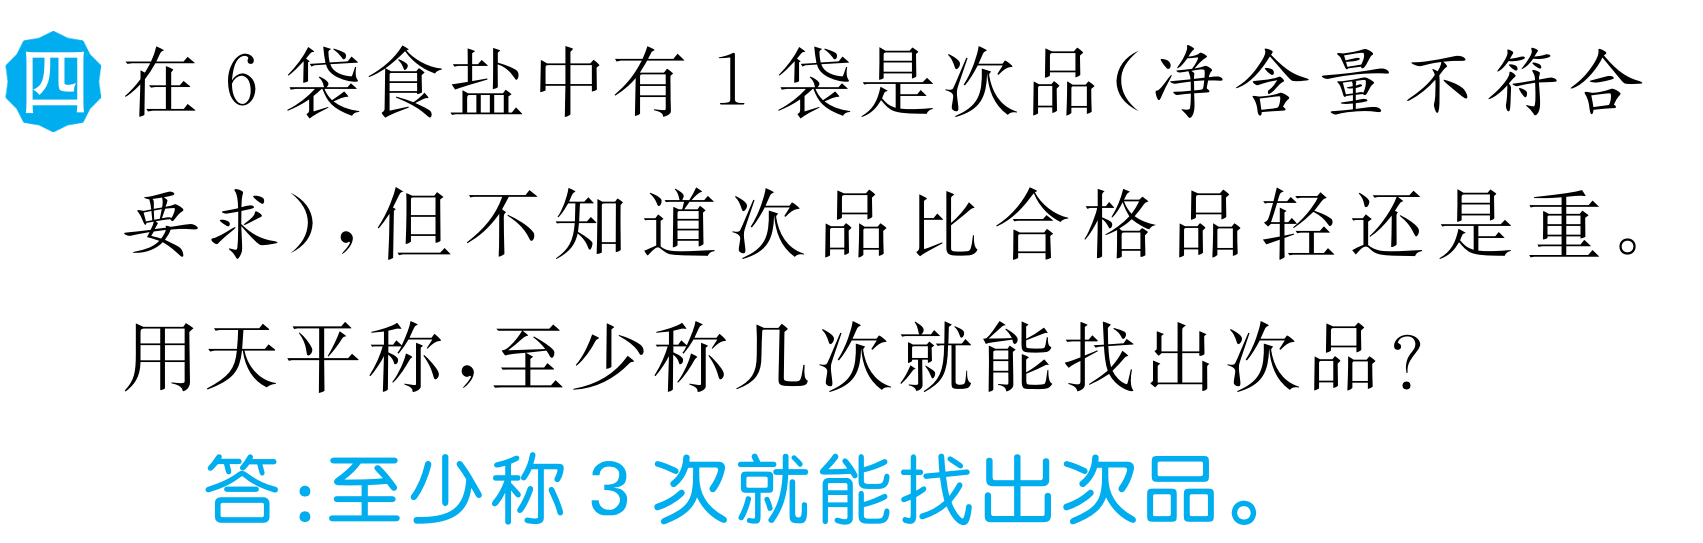 四 在 6 袋食盐中有 1 袋是次品(净含量不符合
要求),但不知道次品比合格品轻还是重。
用天平称,至少称几次就能找出次品?
答:至少称 3 次就能找出次品。